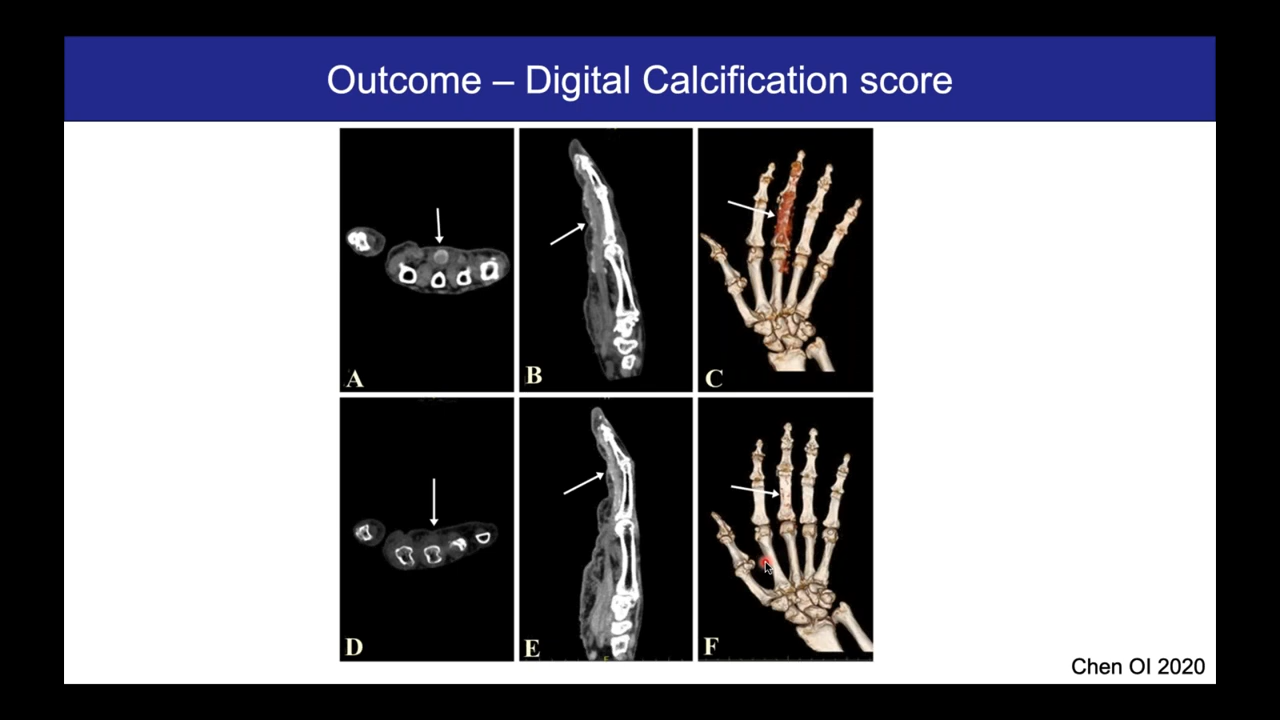 Outcome – Digital Calcification score
A
B
C
D
E
F
Chen OI 2020